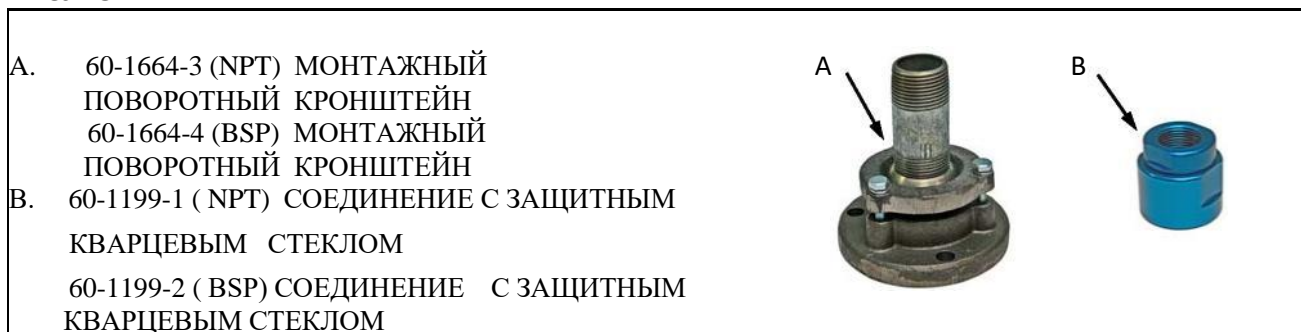 A. 60-1664-3 (NPT) МОНТАЖНЫЙ
ПОВОРОТНЫЙ КРОНШТЕЙН
60-1664-4 (BSP) МОНТАЖНЫЙ
ПОВОРОТНЫЙ КРОНШТЕЙН
B. 60-1199-1 ( NPT) СОЕДИНЕНИЕ С ЗАЩИТНЫМ
КВАРЦЕВЫМ СТЕКЛОМ
60-1199-2 ( BSP) СОЕДИНЕНИЕ С ЗАЩИТНЫМ
КВАРЦЕВЫМ СТЕКЛОМ
A
B